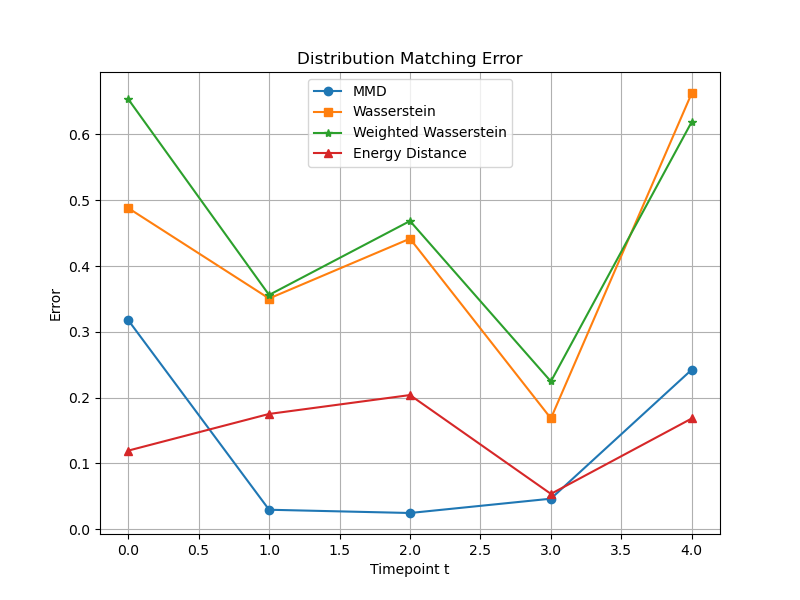 Distribution Matching Error
MMD
Wasserstein
Weighted Wasserstein
Energy Distance
Error
0.6
0.5
0.4
0.3
0.2
0.1
0.0
0.0 0.5 1.0 1.5 2.0 2.5 3.0 3.5 4.0
Timepoint t